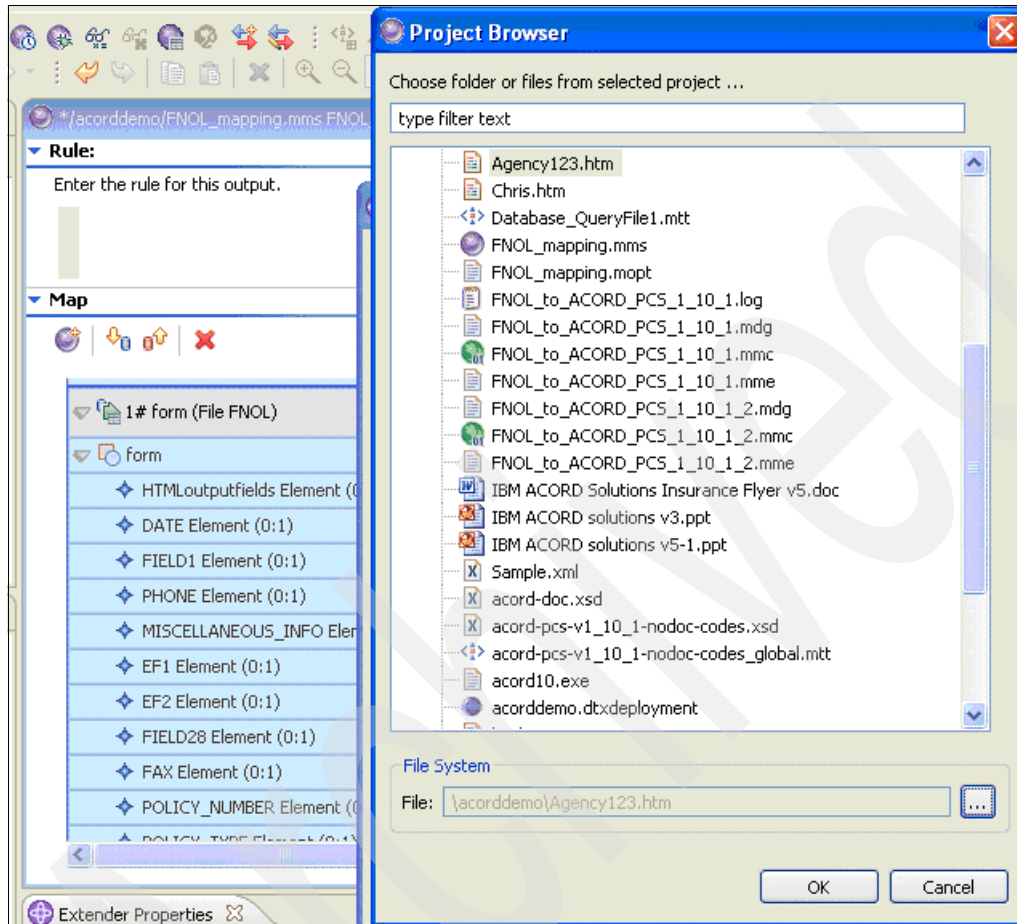 */acorddemo/FNOL_mapping.mms FNOL
Rule:
Enter the rule for this output.
Map
1# form (File FNOL)
form
HTMLoutputfields Element (0
DATE Element (0:1)
FIELD1 Element (0:1)
PHONE Element (0:1)
MISCELLANEOUS_INFO Eler
EF1 Element (0:1)
EF2 Element (0:1)
FIELD28 Element (0:1)
FAX Element (0:1)
POLICY_NUMBER Element (0
POLICY_TYPE Element (0:1)
Extender Properties
Project Browser
Choose folder or files from selected project ...
type filter text
Agency123.htm
Chris.htm
Database_QueryFile1.mtt
FNOL_mapping.mms
FNOL_mapping.mopt
FNOL_to_ACORD_PCS_1_10_1.log
FNOL_to_ACORD_PCS_1_10_1.mdg
FNOL_to_ACORD_PCS_1_10_1.mmc
FNOL_to_ACORD_PCS_1_10_1.mme
FNOL_to_ACORD_PCS_1_10_1_2.mdg
FNOL_to_ACORD_PCS_1_10_1_2.mmc
FNOL_to_ACORD_PCS_1_10_1_2.mme
IBM ACORD Solutions Insurance Flyer v5.doc
IBM ACORD solutions v3.ppt
IBM ACORD solutions v5-1.ppt
Sample.xml
acord-doc.xsd
acord-pcs-v1_10_1-nodoc-codes.xsd
acord-pcs-v1_10_1-nodoc-codes_global.mtt
acord10.exe
acorddemo.dtxdeployment
File System
File: \acorddemo\Agency123.htm
...
OK
Cancel